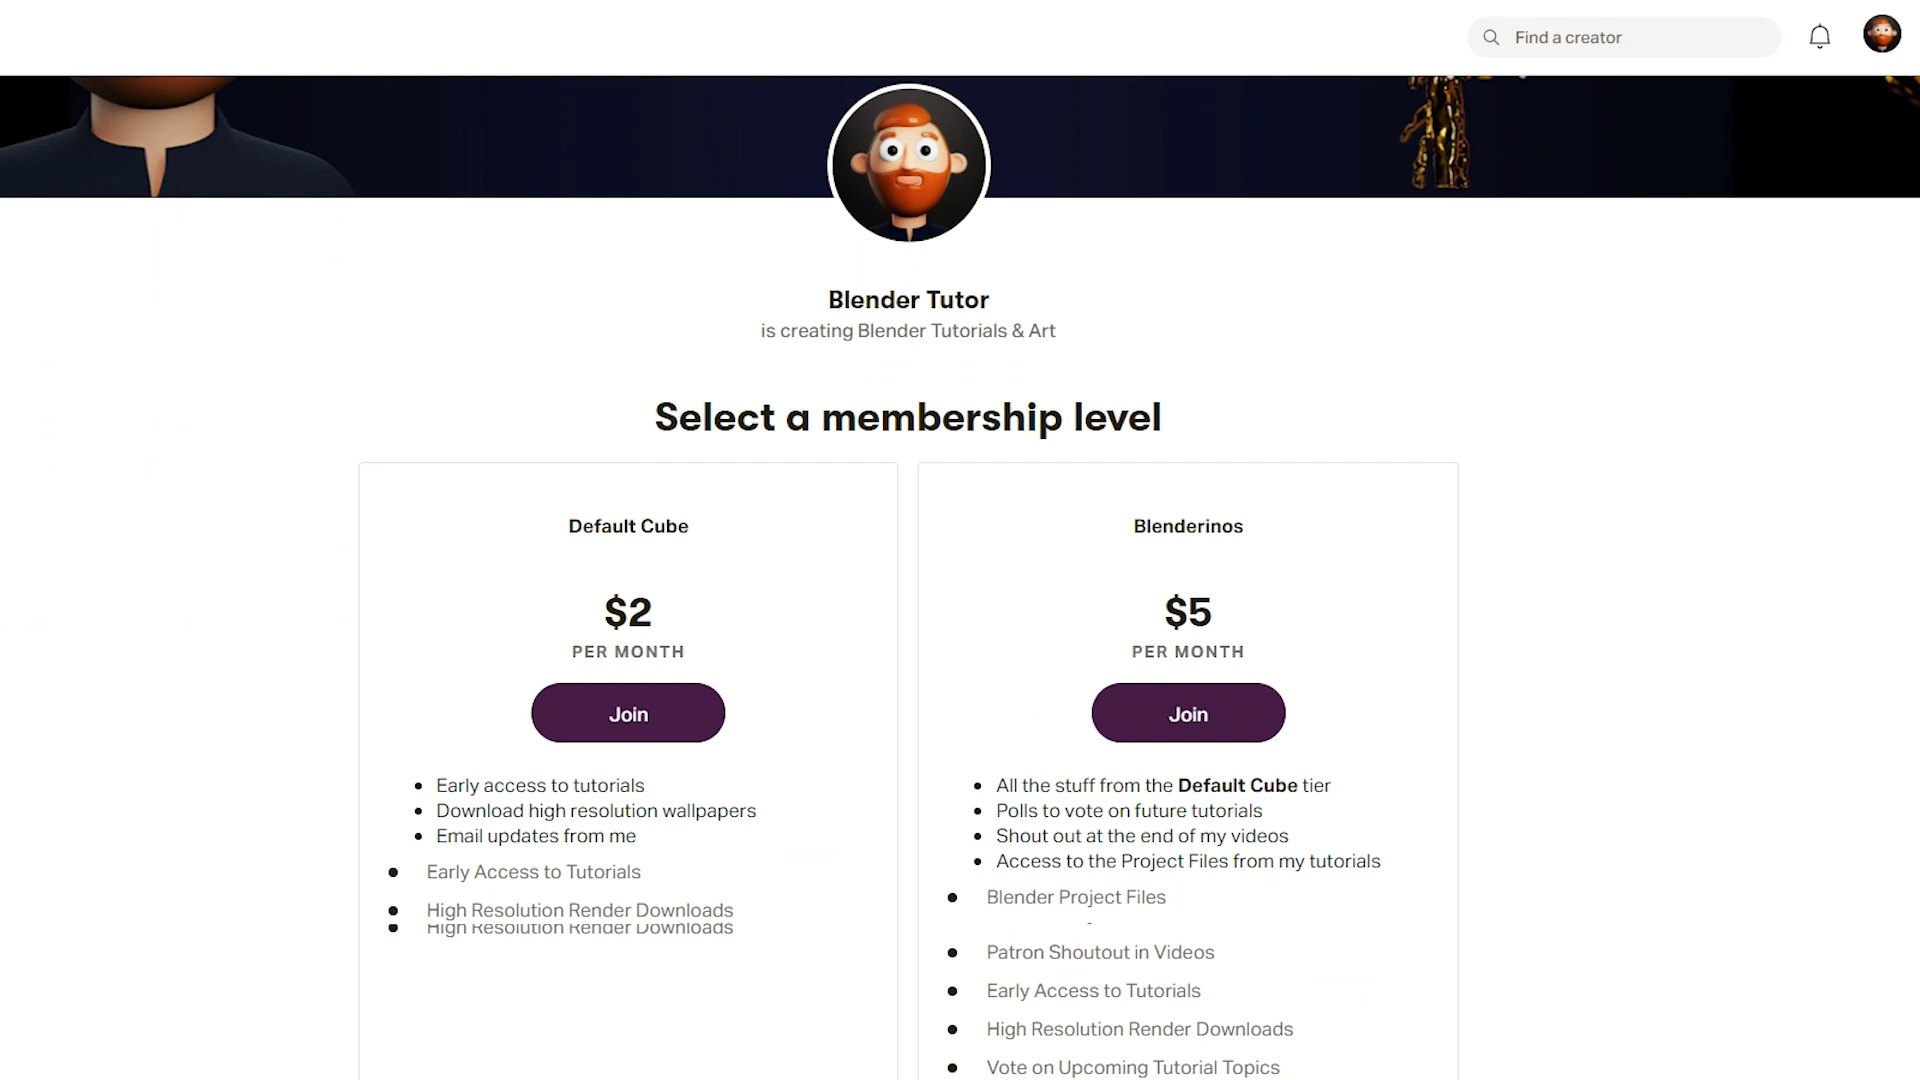 Find a creator
Blender Tutor
is creating Blender Tutorials & Art
Select a membership level
Default Cube
$2
PER MONTH
Join
• Early access to tutorials
• Download high resolution wallpapers
• Email updates from me
• Early Access to Tutorials
• High Resolution Render Downloads
• High Resolution Render Downloads
Blenderinos
$5
PER MONTH
Join
• All the stuff from the Default Cube tier
• Polls to vote on future tutorials
• Shout out at the end of my videos
• Access to the Project Files from my tutorials
• Blender Project Files
• Patron Shoutout in Videos
• Early Access to Tutorials
• High Resolution Render Downloads
• Vote on Upcoming Tutorial Topics